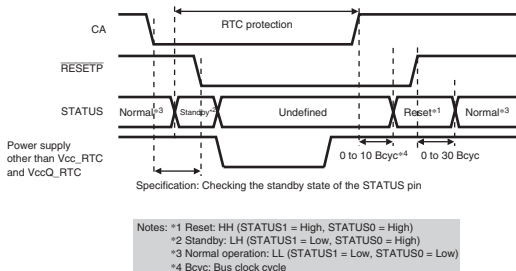 RTC protection
CA
RESETP
STATUS
Normal*3 Standby*2 Undefined Reset*1 Normal*3
Power supply
other than Vcc_RTC
and VccQ_RTC
0 to 10 Bcyc*4 0 to 30 Bcyc
Specification: Checking the standby state of the STATUS pin
Notes: *1 Reset: HH (STATUS1 = High, STATUS0 = High)
*2 Standby: LH (STATUS1 = Low, STATUS0 = High)
*3 Normal operation: LL (STATUS1 = Low, STATUS0 = Low)
*4 Bcyc: Bus clock cycle